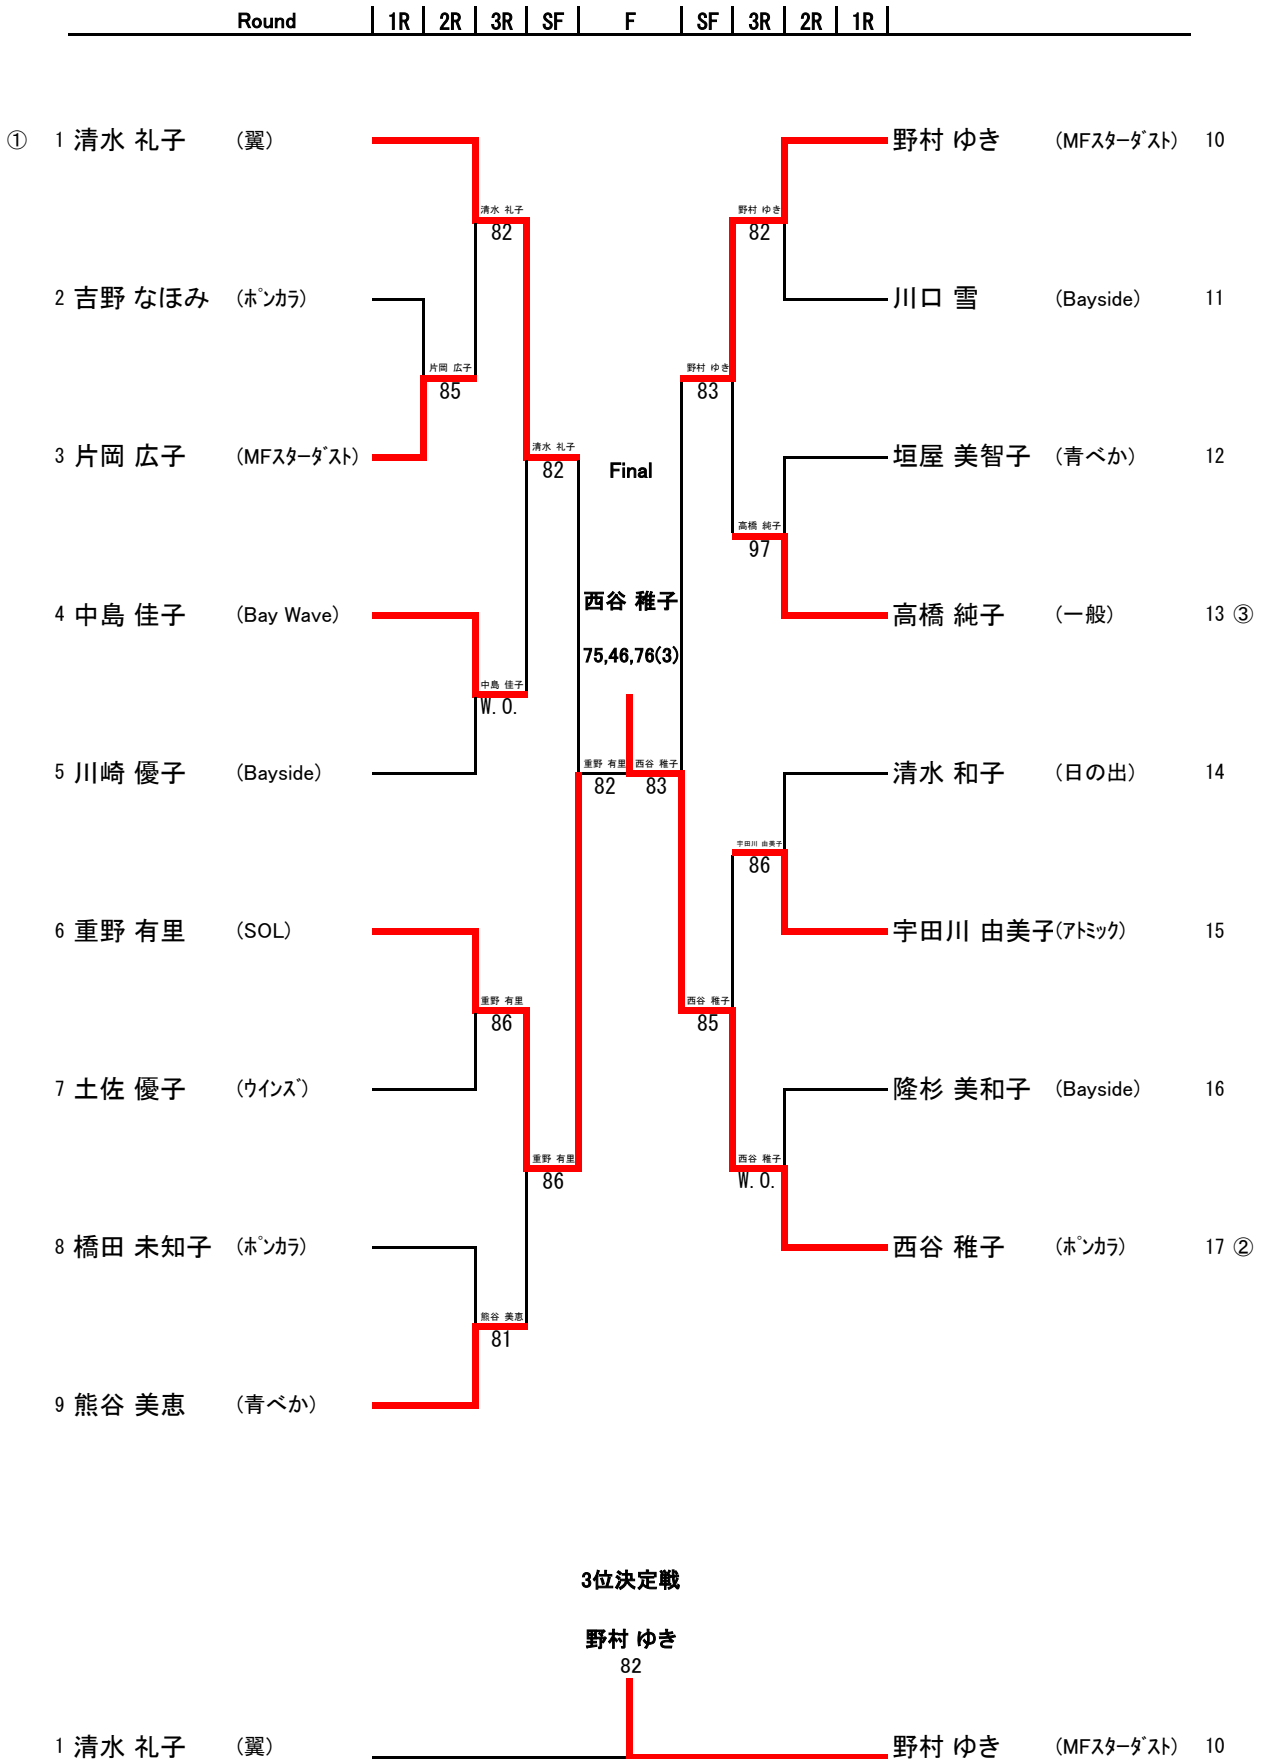 Round 1R 2R 3R SF F SF 3R 2R 1R
① 1 清水 礼子 (翼) 野村 ゆき (MFスターダスト) 10
清水 礼子 野村 ゆき
82 82
2 吉野 なほみ (ポンカラ) 川口 雪 (Bayside) 11
片岡 広子 野村 ゆき
85 83
3 片岡 広子 (MFスターダスト) 垣屋 美智子 (青べか) 12
清水 礼子
82 Final
高橋 純子
97
西谷 稚子
4 中島 佳子 (Bay Wave) 高橋 純子 (一般) 13 ③
75,46,76(3)
中島 佳子
W.O.
5 川崎 優子 (Bayside) 清水 和子 (日の出) 14
重野 有里 西谷 稚子
82 83
宇田川 由美子
86
6 重野 有里 (SOL) 宇田川 由美子 (アトミック) 15
重野 有里 西谷 稚子
86 85
7 土佐 優子 (ウインズ) 隆杉 美和子 (Bayside) 16
重野 有里 西谷 稚子
86 W.O.
8 橋田 未知子 (ポンカラ) 西谷 稚子 (ポンカラ) 17 ②
熊谷 美恵
81
9 熊谷 美恵 (青べか)
3位決定戦
野村 ゆき
82
1 清水 礼子 (翼) 野村 ゆき (MFスターダスト) 10